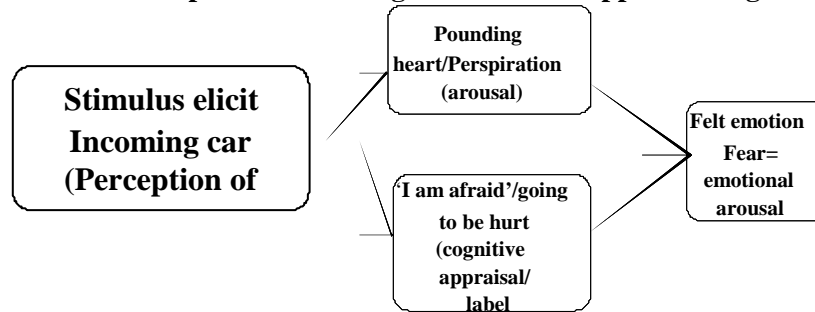 Stimulus elicit
Incoming car
(Perception of
Pounding
heart/Perspiration
(arousal)
'I am afraid'/going
to be hurt
(cognitive
appraisal/
label
Felt emotion
Fear=
emotional
arousal